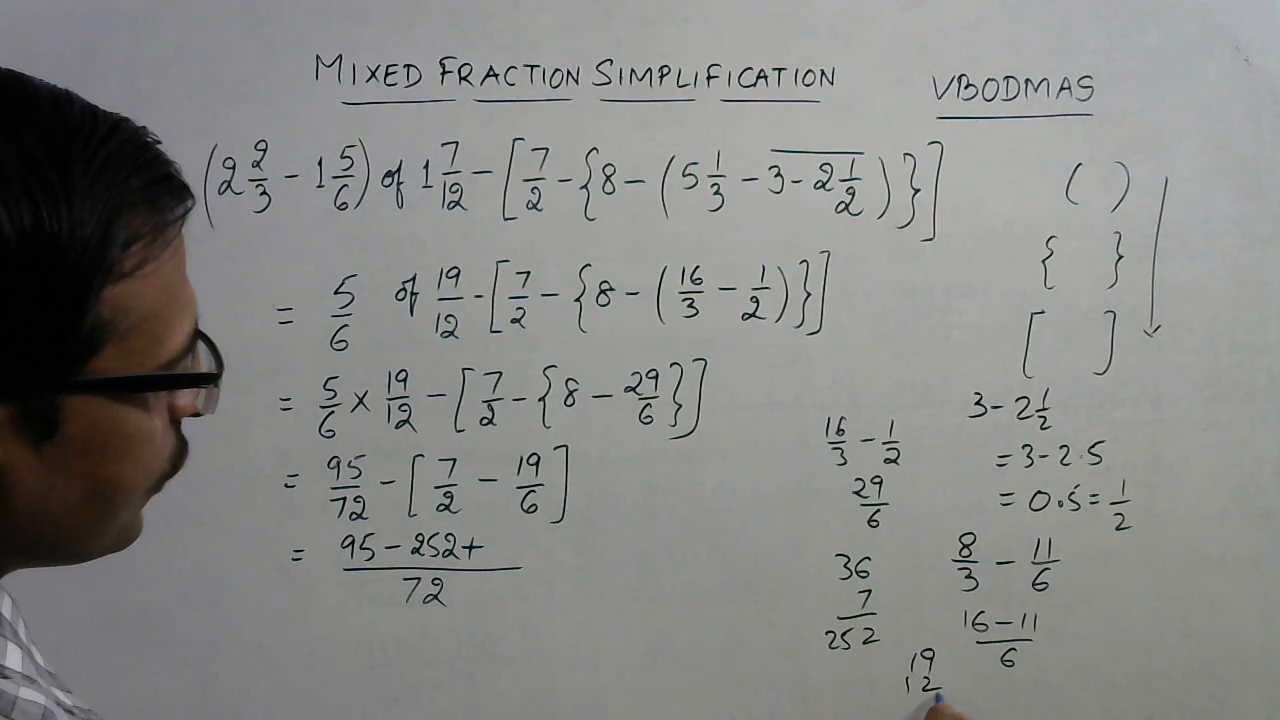 MIXED FRACTION SIMPLIFICATION
VBODMAS
(2 2/3 - 1 5/6) of 1 7/12 - [7/2 - {8 - (5 1/3 - 3 - 2 1/2)}]
= 5/6 of 19/12 - [7/2 - {8 - (16/3 - 1/2)}]
= 5/6 × 19/12 - [7/2 - {8 - 29/6}]
= 95/72 - [7/2 - 19/6]
= 95 - 252 + / 72
( )
{ }
[ ]
16/3 - 1/2
29/6
36
7
252
3 - 2 1/2
= 3 - 2.5
= 0.5 = 1/2
8/3 - 11/6
16 - 11 / 6
19
12